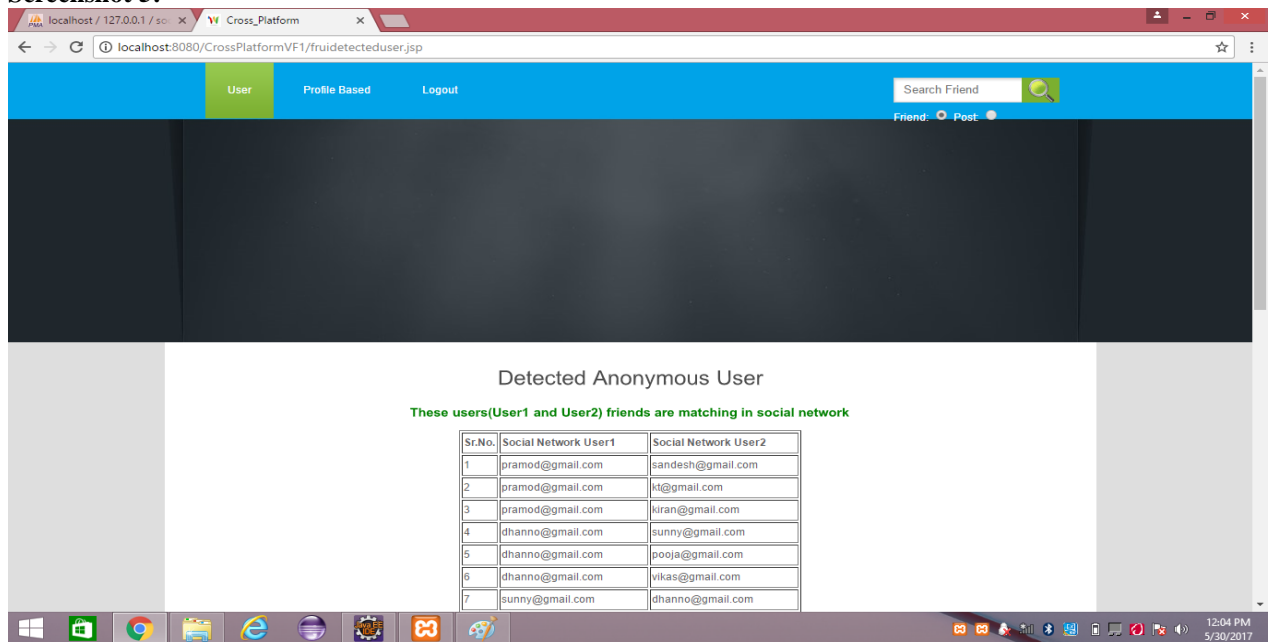 Screenshot 3:
localhost / 127.0.0.1 / so
Cross_Platform
localhost:8080/CrossPlatformVF1/fruidetecteduser.jsp
User Profile Based Logout
Search Friend
Friend: Post:
Detected Anonymous User
These users(User1 and User2) friends are matching in social network
Sr.No. Social Network User1 Social Network User2
1 pramod@gmail.com sandesh@gmail.com
2 pramod@gmail.com kt@gmail.com
3 pramod@gmail.com kiran@gmail.com
4 dhanno@gmail.com sunny@gmail.com
5 dhanno@gmail.com pooja@gmail.com
6 dhanno@gmail.com vikas@gmail.com
7 sunny@gmail.com dhanno@gmail.com
12:04 PM
5/30/2017